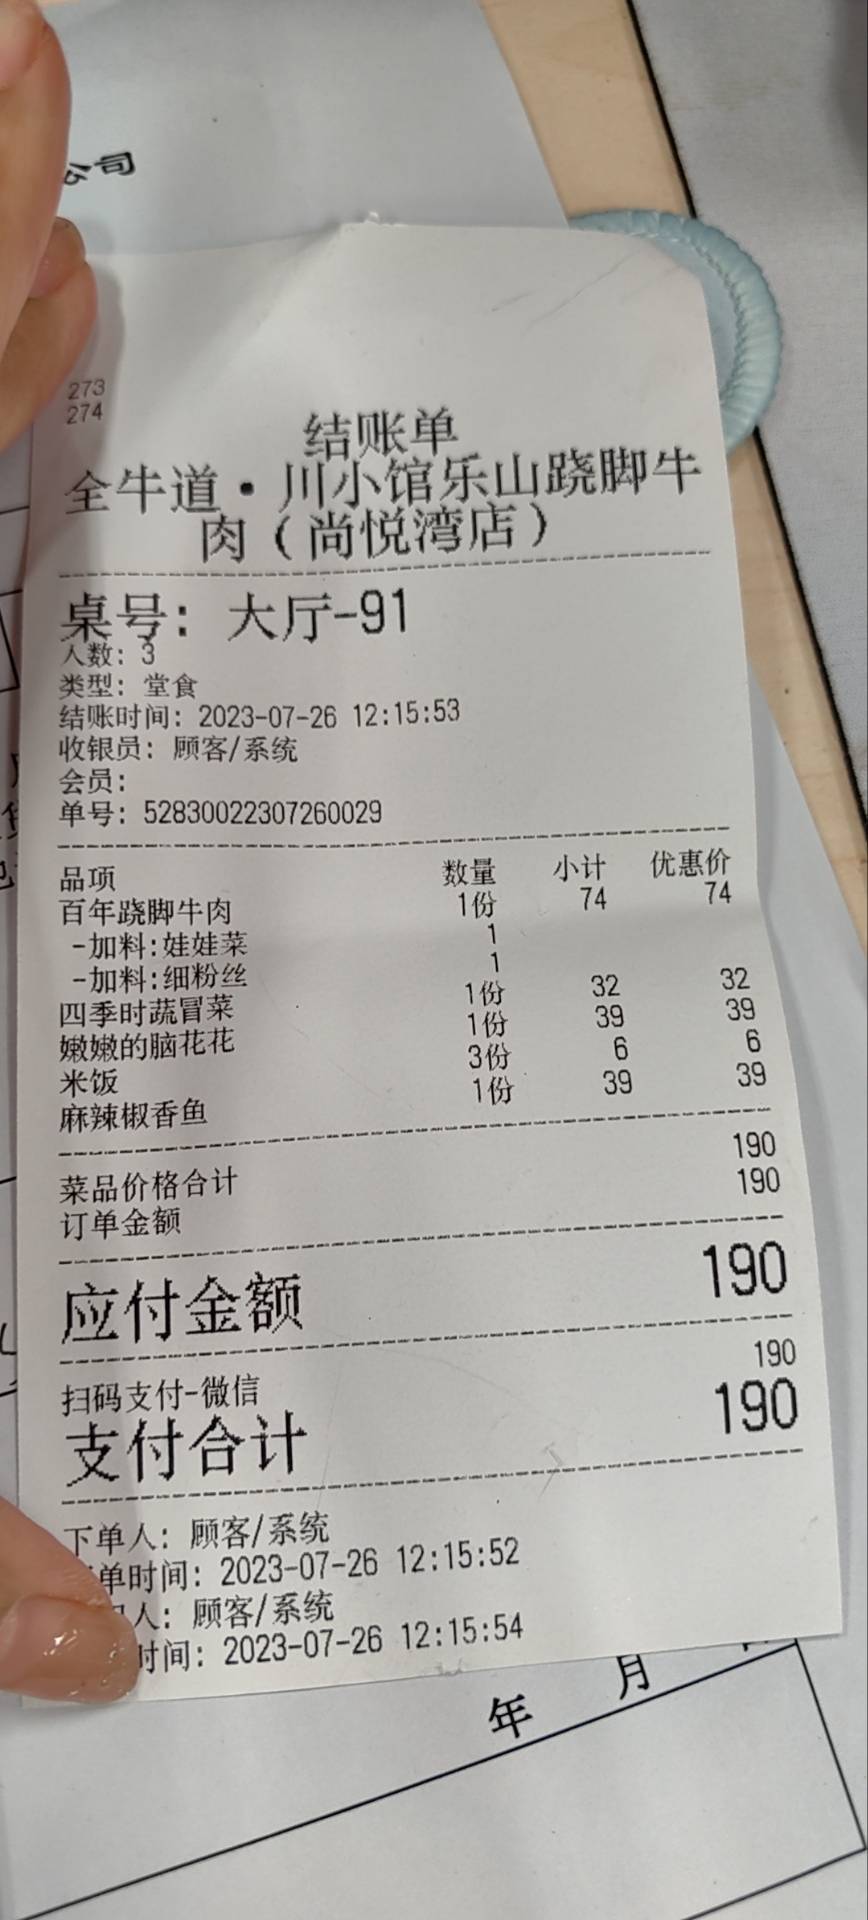 公司
273
274
结账单
全牛道·川小馆乐山跷脚牛
肉(尚悦湾店)
桌号: 大厅-91
人数: 3
类型: 堂食
结账时间: 2023-07-26 12:15:53
收银员: 顾客/系统
会员:
单号: 52830022307260029
品项 数量 小计 优惠价
百年跷脚牛肉 1份 74 74
-加料:娃娃菜 1
-加料:细粉丝 1
四季时蔬冒菜 1份 32 32
嫩嫩的脑花花 1份 39 39
米饭 3份 6 6
麻辣椒香鱼 1份 39 39
菜品价格合计 190
订单金额 190
应付金额 190
扫码支付-微信 190
支付合计 190
下单人: 顾客/系统
单时间: 2023-07-26 12:15:52
人: 顾客/系统
时间: 2023-07-26 12:15:54
年 月